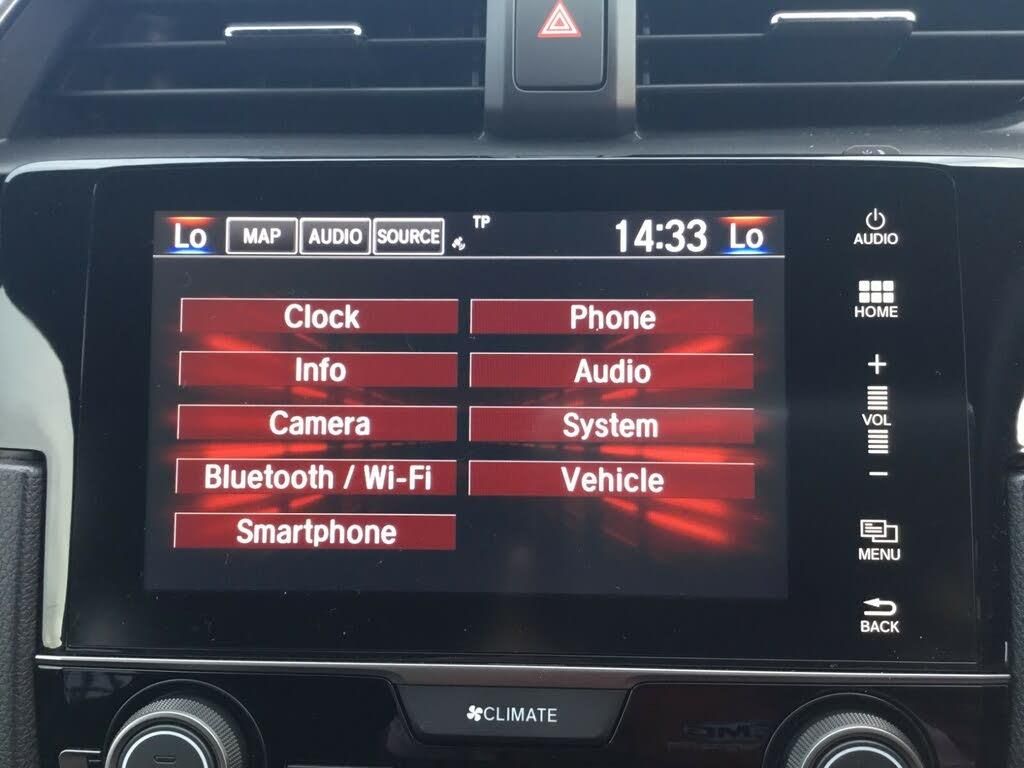 Lo MAP AUDIO SOURCE TP 14:33 Lo
Clock Phone
Info Audio
Camera System
Bluetooth / Wi-Fi Vehicle
Smartphone
AUDIO
HOME
+
VOL
−
MENU
BACK
CLIMATE